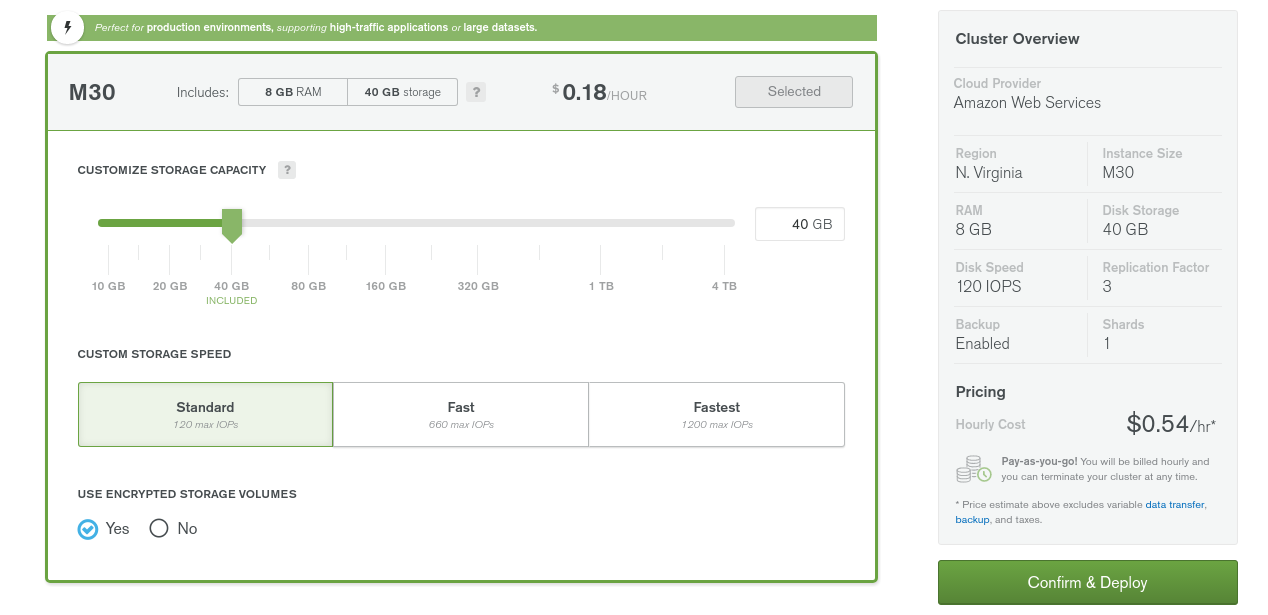 Perfect for production environments, supporting high-traffic applications or large datasets.
M30
Includes: 8 GB RAM 40 GB storage ?
$ 0.18/HOUR
Selected
CUSTOMIZE STORAGE CAPACITY ?
40 GB
10 GB 20 GB 40 GB 80 GB 160 GB 320 GB 1 TB 4 TB
INCLUDED
CUSTOM STORAGE SPEED
Standard
120 max IOPs
Fast
660 max IOPs
Fastest
1200 max IOPs
USE ENCRYPTED STORAGE VOLUMES
Yes No
Cluster Overview
Cloud Provider
Amazon Web Services
Region
N. Virginia
Instance Size
M30
RAM
8 GB
Disk Storage
40 GB
Disk Speed
120 IOPS
Replication Factor
3
Backup
Enabled
Shards
1
Pricing
Hourly Cost
$0.54/hr*
Pay-as-you-go! You will be billed hourly and
you can terminate your cluster at any time.
* Price estimate above excludes variable data transfer,
backup, and taxes.
Confirm & Deploy